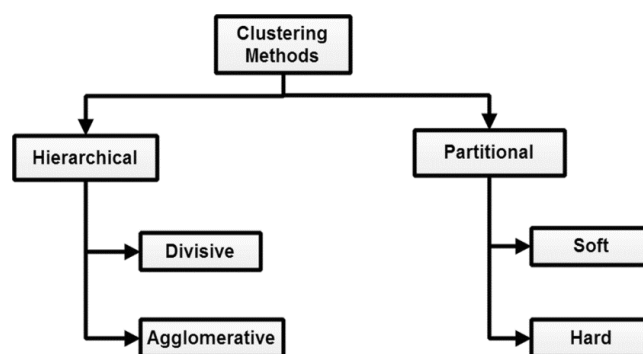 Clustering
Methods
Hierarchical
Partitional
Divisive
Soft
Agglomerative
Hard